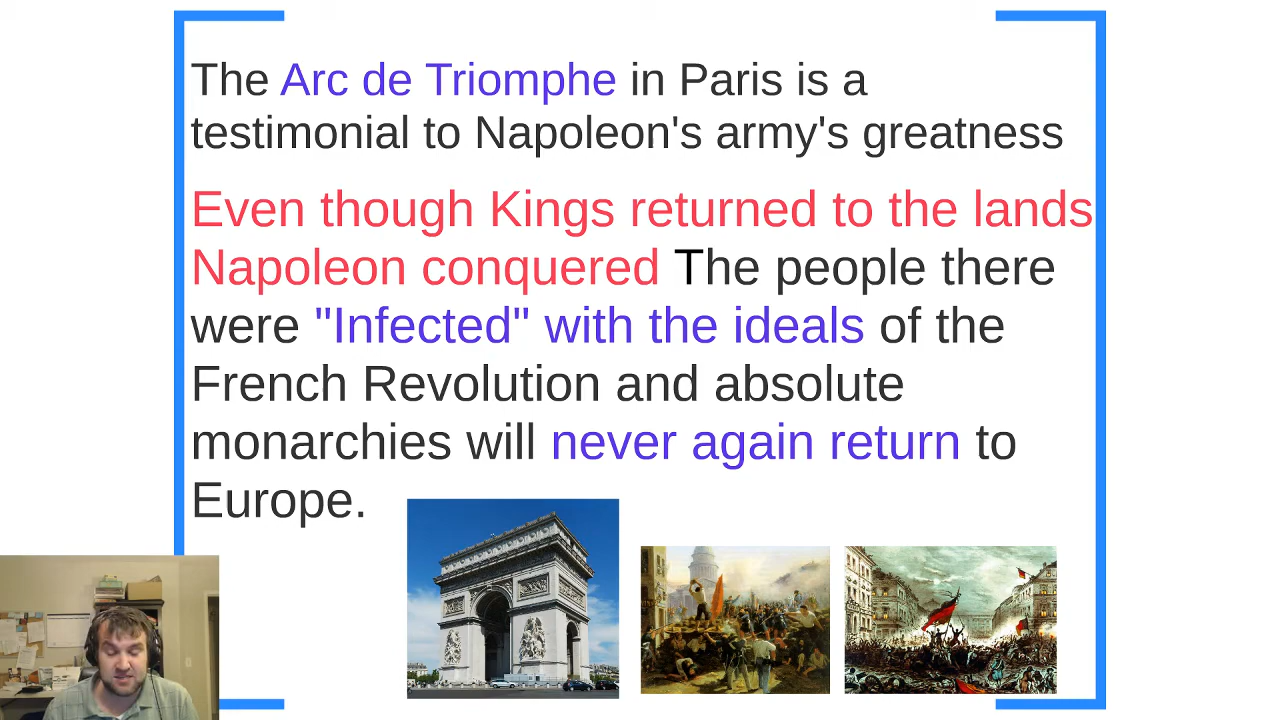 The Arc de Triomphe in Paris is a
testimonial to Napoleon's army's greatness
Even though Kings returned to the lands
Napoleon conquered The people there
were "Infected" with the ideals of the
French Revolution and absolute
monarchies will never again return to
Europe.